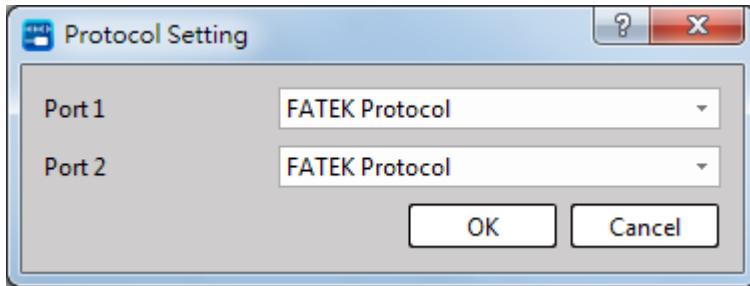 Protocol Setting
Port 1 FATEK Protocol
Port 2 FATEK Protocol
OK Cancel